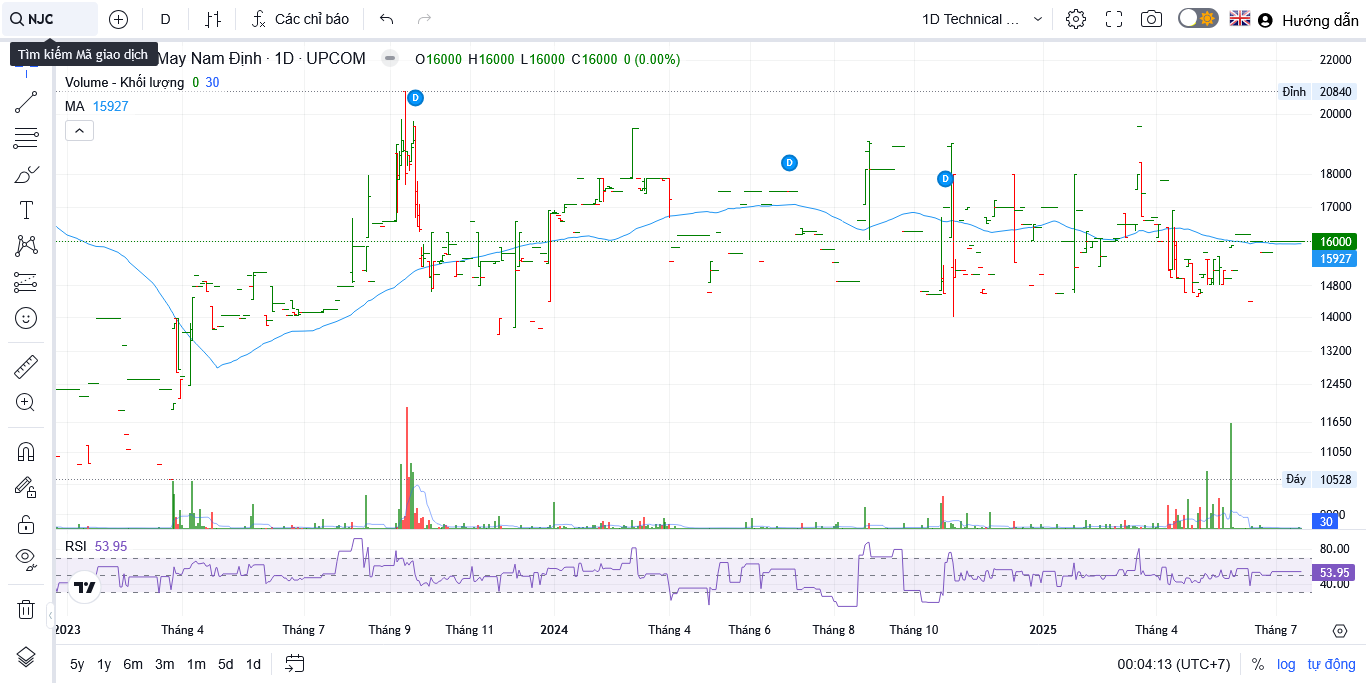 NJC D Các chỉ báo 1D Technical ... Hướng dẫn
Tìm kiếm Mã giao dịch
May Nam Định · 1D · UPCOM O16000 H16000 L16000 C16000 0 (0.00%)
Volume - Khối lượng 0 30
MA 15927
22000
Đỉnh 20840
20000
18000
17000
16000
15927
14800
14000
13200
12450
11650
11050
Đáy 10528
30
RSI 53.95
80.00
53.95
40.00
2023 Tháng 4 Tháng 7 Tháng 9 Tháng 11 2024 Tháng 4 Tháng 6 Tháng 8 Tháng 10 2025 Tháng 4 Tháng 7
5y 1y 6m 3m 1m 5d 1d 00:04:13 (UTC+7) % log tự động
D
D
D